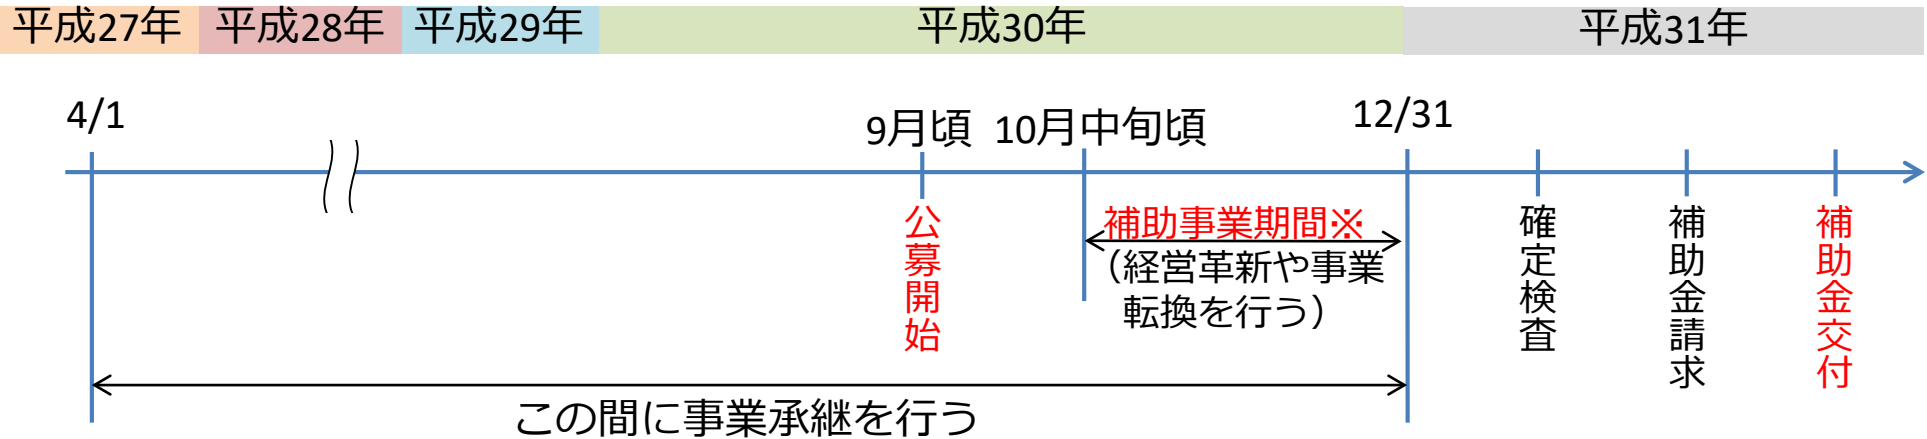 平成27年 平成28年 平成29年 平成30年 平成31年
4/1
9月頃
10月中旬頃
12/31
公募開始
補助事業期間※
（経営革新や事業
転換を行う）
確定検査
補助金請求
補助金交付
この間に事業承継を行う